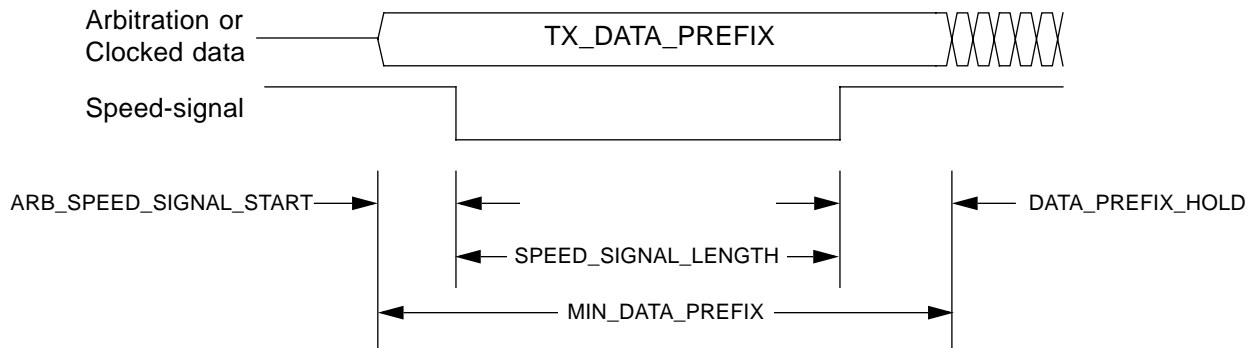 Arbitration or
Clocked data
TX_DATA_PREFIX
Speed-signal
ARB_SPEED_SIGNAL_START
DATA_PREFIX_HOLD
SPEED_SIGNAL_LENGTH
MIN_DATA_PREFIX